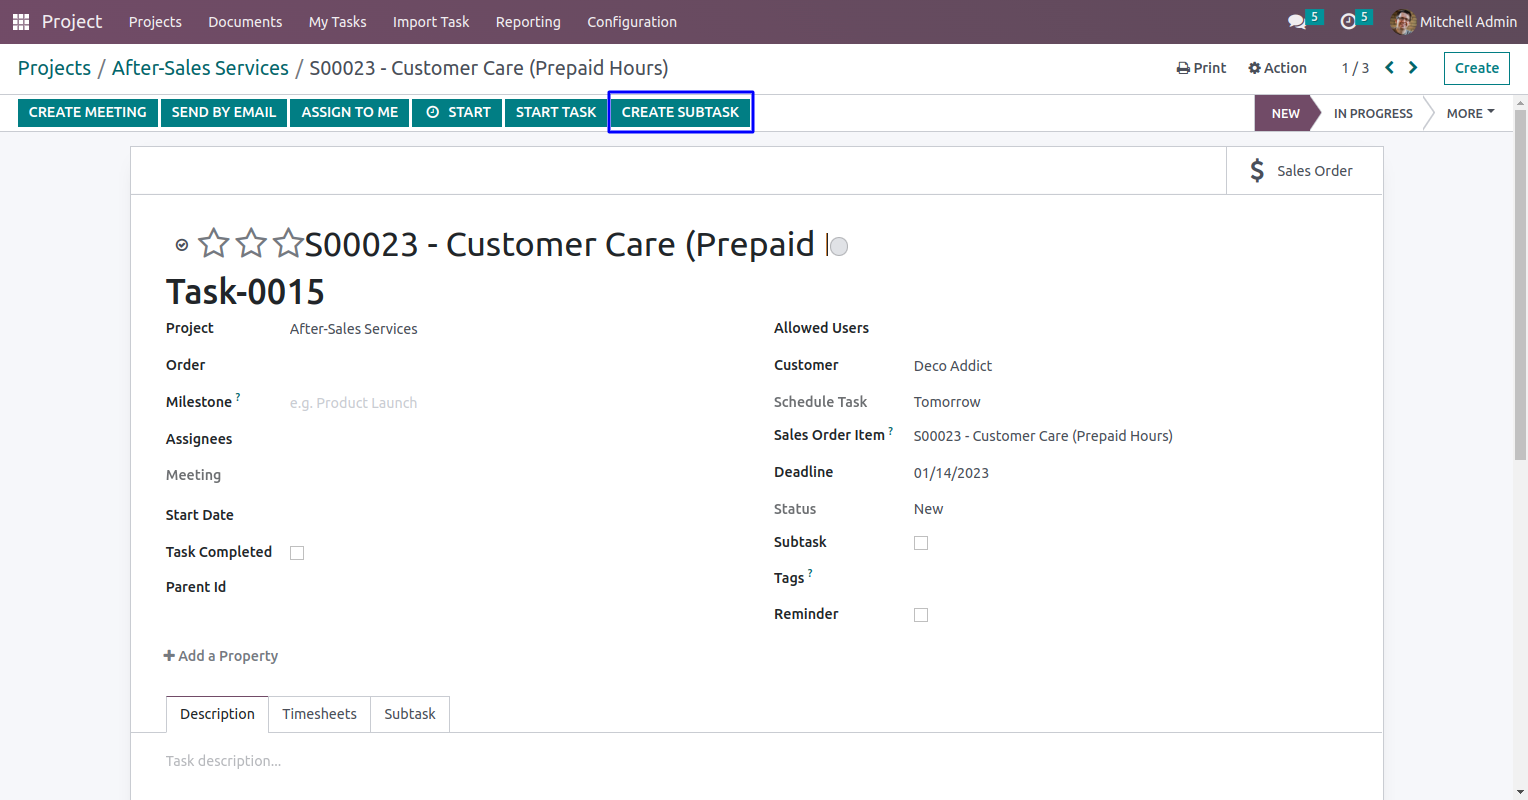 Project Projects Documents My Tasks Import Task Reporting Configuration 5 5 Mitchell Admin
Projects / After-Sales Services / S00023 - Customer Care (Prepaid Hours) Print Action 1 / 3 Create
CREATE MEETING SEND BY EMAIL ASSIGN TO ME START START TASK CREATE SUBTASK NEW IN PROGRESS MORE
$ Sales Order
S00023 - Customer Care (Prepaid
Task-0015
Project After-Sales Services Allowed Users
Order Customer Deco Addict
Milestone ? e.g. Product Launch Schedule Task Tomorrow
Assignees Sales Order Item ? S00023 - Customer Care (Prepaid Hours)
Meeting Deadline 01/14/2023
Start Date Status New
Task Completed Subtask
Parent Id Tags ?
Reminder
+ Add a Property
Description Timesheets Subtask
Task description...